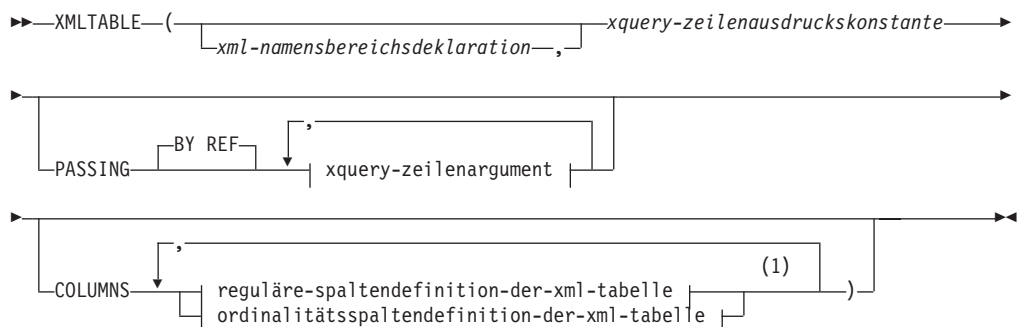 XMLTABLE ( xquery-zeilenausdruckskonstante
xml-namensbereichsdeklaration ,
,
BY REF
PASSING xquery-zeilenargument
,
(1)
COLUMNS reguläre-spaltendefinition-der-xml-tabelle )
ordinalitätsspaltendefinition-der-xml-tabelle